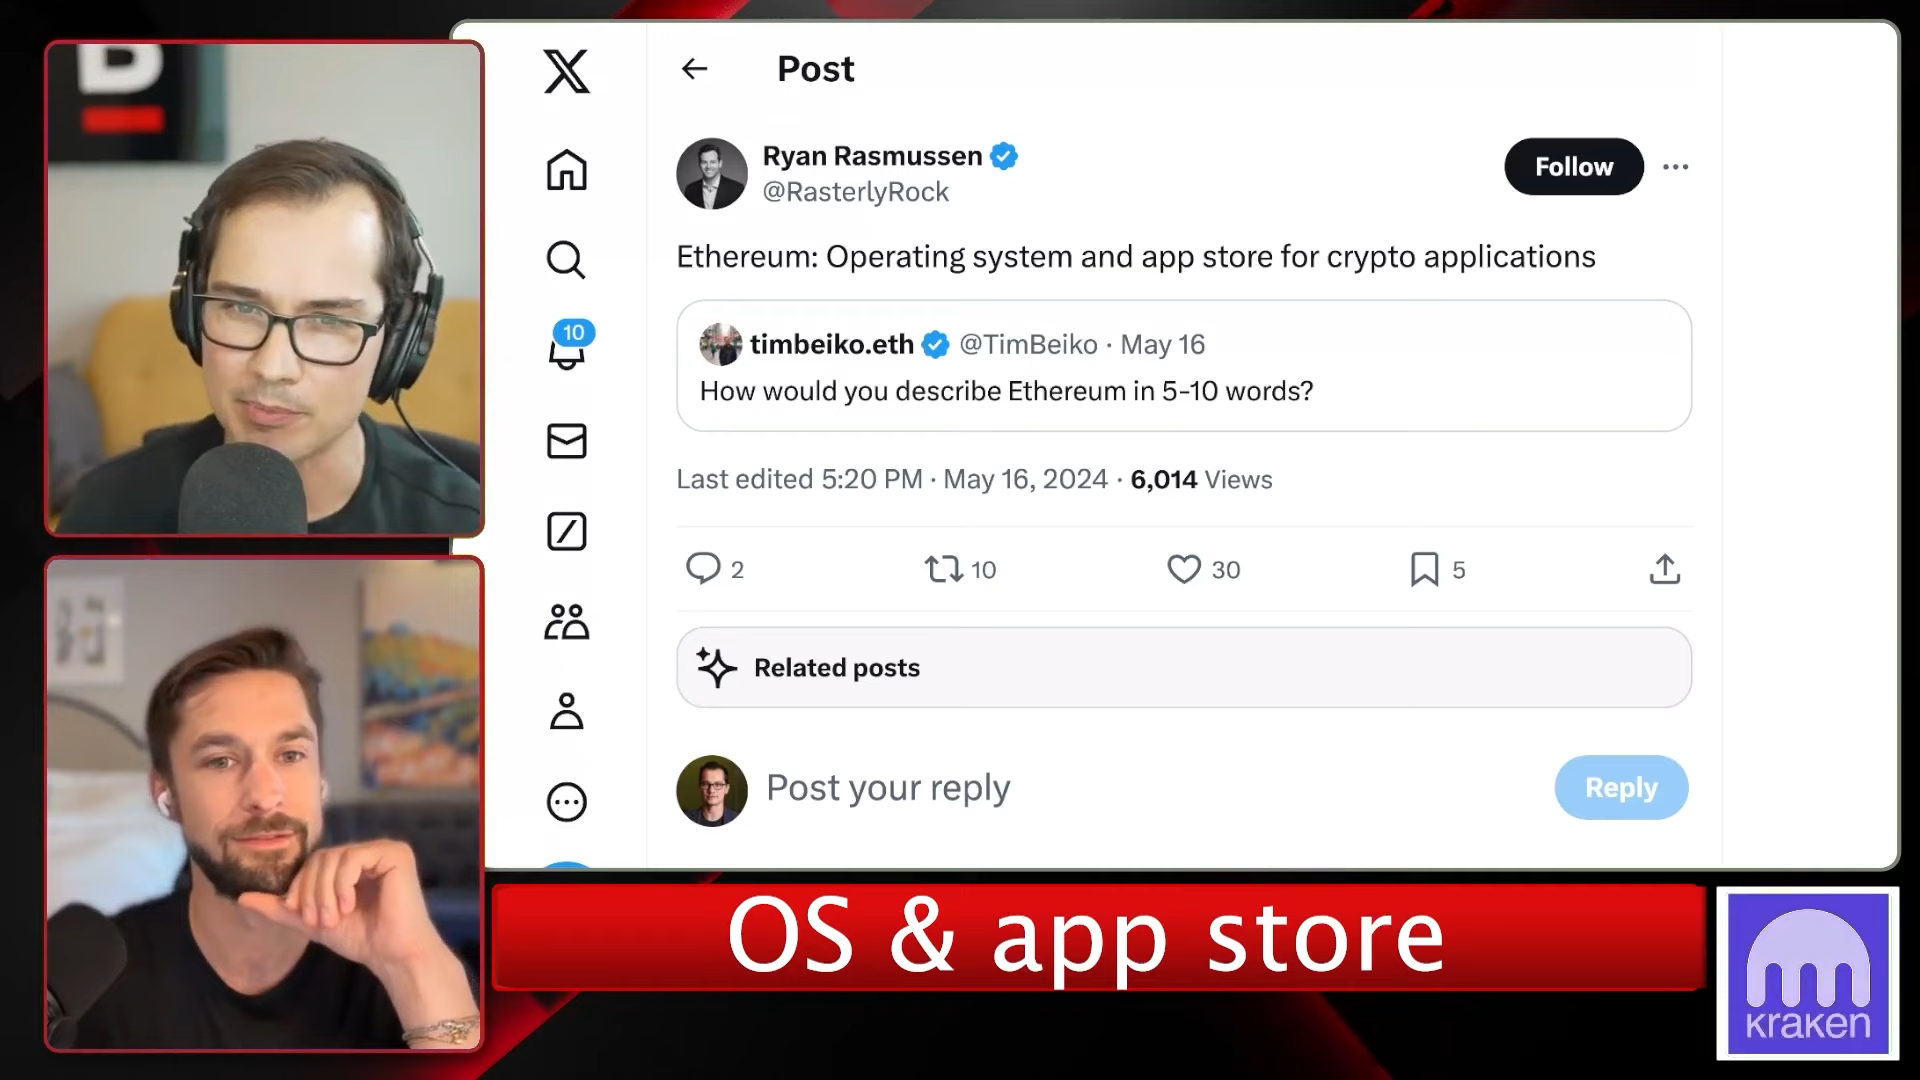 B
Post
Ryan Rasmussen
@RasterlyRock
Follow
Ethereum: Operating system and app store for crypto applications
10
timbeiko.eth @TimBeiko · May 16
How would you describe Ethereum in 5-10 words?
Last edited 5:20 PM · May 16, 2024 · 6,014 Views
2 10 30 5
Related posts
Post your reply
Reply
OS & app store
kraken